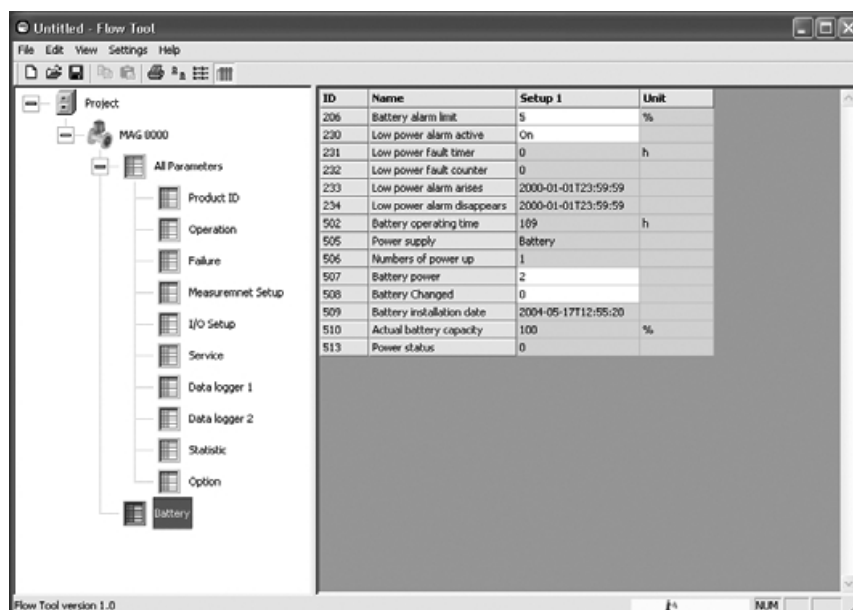 Untitled - Flow Tool
File Edit View Settings Help
Project
MAG 8000
All Parameters
Product ID
Operation
Failure
Measuremnet Setup
I/O Setup
Service
Data logger 1
Data logger 2
Statistic
Option
Battery
ID Name Setup 1 Unit
206 Battery alarm limit 5 %
230 Low power alarm active On
231 Low power fault timer 0 h
232 Low power fault counter 0
233 Low power alarm arises 2000-01-01T23:59:59
234 Low power alarm disappears 2000-01-01T23:59:59
502 Battery operating time 189 h
505 Power supply Battery
506 Numbers of power up 1
507 Battery power 2
508 Battery Changed 0
509 Battery installation date 2004-05-17T12:55:20
510 Actual battery capacity 100 %
513 Power status 0
Flow Tool version 1.0 NUM